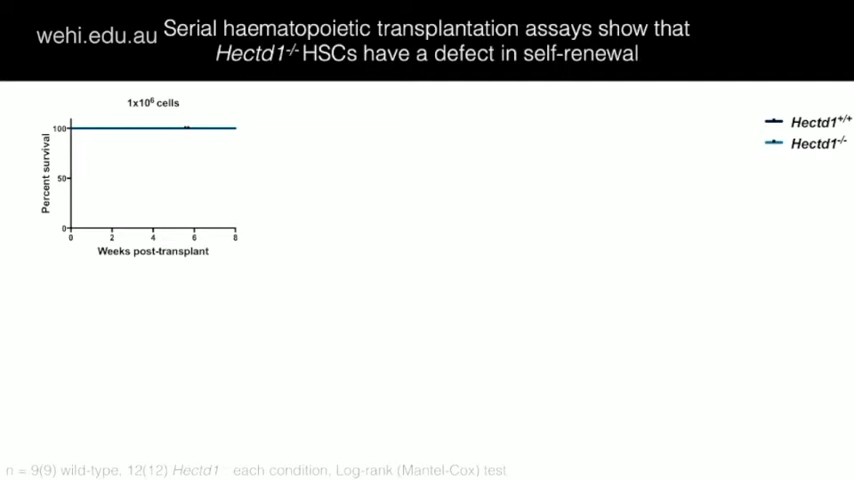 wehi.edu.au
Serial haematopoietic transplantation assays show that
Hectd1-/- HSCs have a defect in self-renewal
1x10⁶ cells
Hectd1+/+
Hectd1-/-
Percent survival
100
50
0
0 2 4 6 8
Weeks post-transplant
n = 9(9) wild-type, 12(12) Hectd1 each condition, Log-rank (Mantel-Cox) test